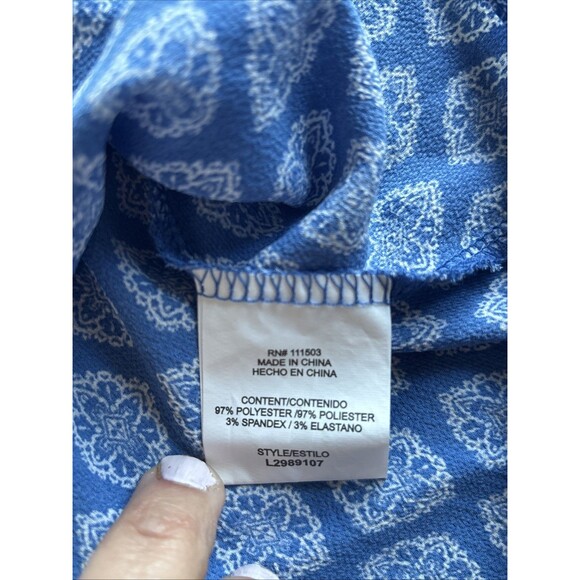 RN# 111503
MADE IN CHINA
HECHO EN CHINA
CONTENT/CONTENIDO
97% POLYESTER /97% POLIESTER
3% SPANDEX / 3% ELASTANO
STYLE/ESTILO
L2989107